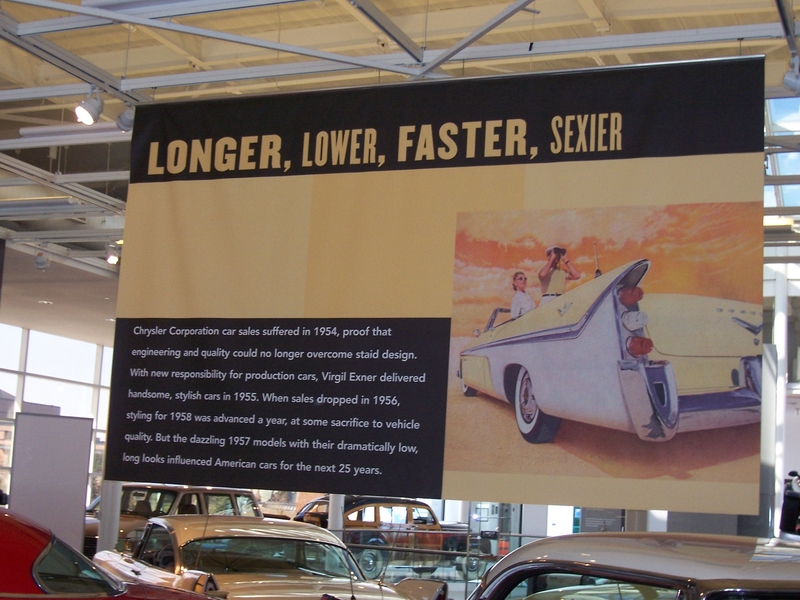 LONGER, LOWER, FASTER, SEXIER
Chrysler Corporation car sales suffered in 1954, proof that
engineering and quality could no longer overcome staid design.
With new responsibility for production cars, Virgil Exner delivered
handsome, stylish cars in 1955. When sales dropped in 1956,
styling for 1958 was advanced a year, at some sacrifice to vehicle
quality. But the dazzling 1957 models with their dramatically low,
long looks influenced American cars for the next 25 years.